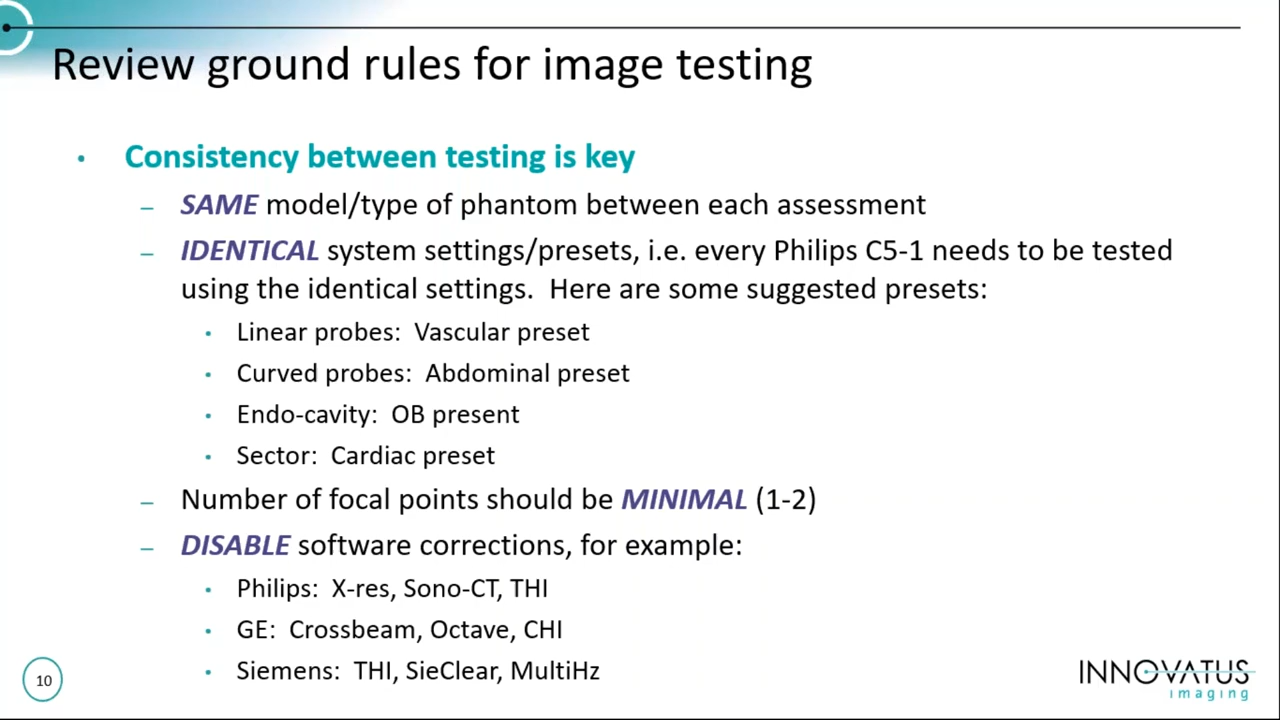 Review ground rules for image testing
• Consistency between testing is key
– SAME model/type of phantom between each assessment
– IDENTICAL system settings/presets, i.e. every Philips C5-1 needs to be tested
using the identical settings.  Here are some suggested presets:
• Linear probes:  Vascular preset
• Curved probes:  Abdominal preset
• Endo-cavity:  OB present
• Sector:  Cardiac preset
– Number of focal points should be MINIMAL (1-2)
– DISABLE software corrections, for example:
• Philips:  X-res, Sono-CT, THI
• GE:  Crossbeam, Octave, CHI
• Siemens:  THI, SieClear, MultiHz
10
INNOVATUS
imaging